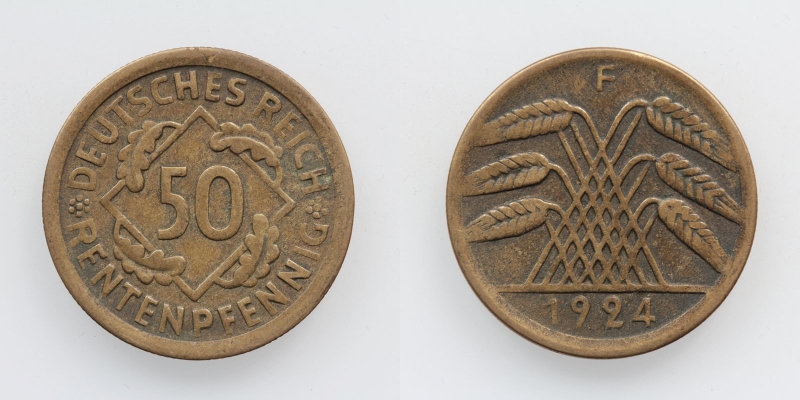 DEUTSCHES REICH
50
RENTENPFENNIG
F
1924